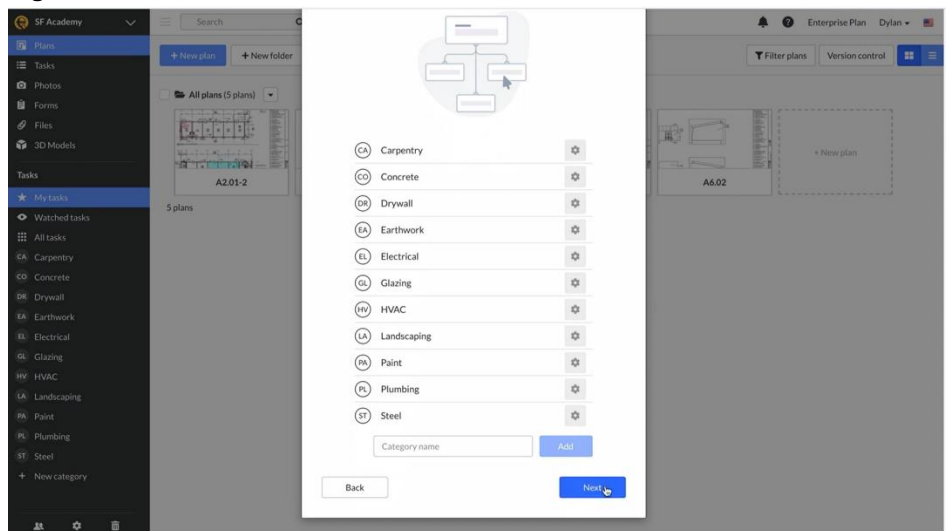 SF Academy
Search
Enterprise Plan
Dylan
Plans
Tasks
Photos
Forms
Files
3D Models
Tasks
My tasks
Watched tasks
All tasks
CA Carpentry
CO Concrete
DR Drywall
EA Earthwork
EL Electrical
GL Glazing
HV HVAC
LA Landscaping
PA Paint
PL Plumbing
ST Steel
+ New category
+ New plan
+ New folder
Filter plans
Version control
All plans (5 plans)
A2.01-2
5 plans
A6.02
+ New plan
CA Carpentry
CO Concrete
DR Drywall
EA Earthwork
EL Electrical
GL Glazing
HV HVAC
LA Landscaping
PA Paint
PL Plumbing
ST Steel
Category name
Add
Back
Next